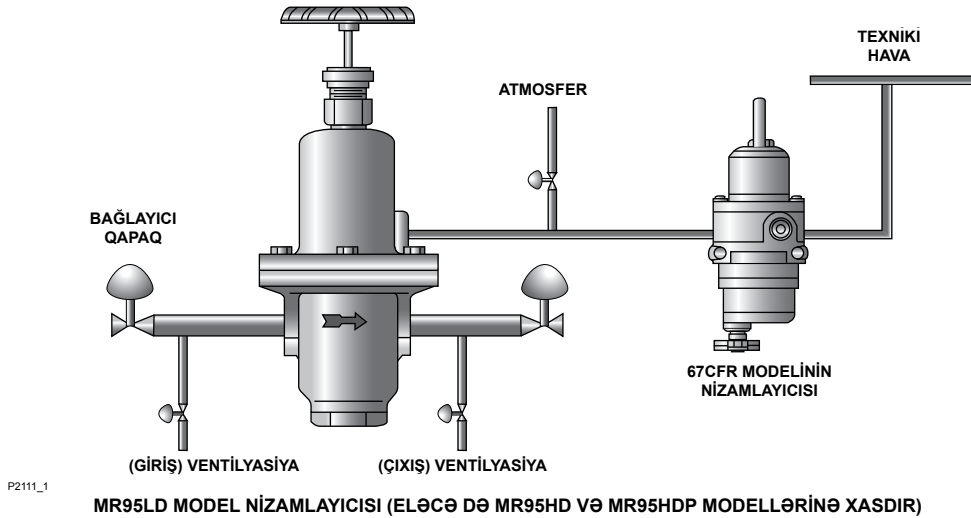 TEXNİKİ
HAVA
ATMOSFER
BAĞLAYICI
QAPAQ
67CFR MODELİNİN
NİZAMLAYICISI
(GİRİŞ) VENTİLYASİYA
(ÇIXIŞ) VENTİLYASİYA
P2111_1
MR95LD MODEL NİZAMLAYICISI (ELƏCƏ DƏ MR95HD VƏ MR95HDP MODELLƏRİNƏ XASDIR)